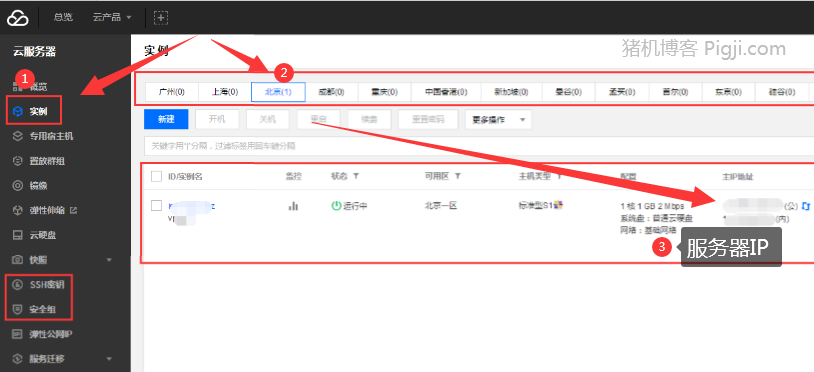 总览 云产品
猪机博客 Pigji.com
云服务器
实例
1
2
概览
实例
专用宿主机
置放群组
镜像
弹性伸缩
云硬盘
快照
SSH密钥
安全组
弹性公网IP
服务迁移
广州(0) 上海(0) 北京(1) 成都(0) 重庆(0) 中国香港(0) 新加坡(0) 曼谷(0) 孟买(0) 首尔(0) 东京(0) 硅谷(0)
新建 开机 关机 重启 续费 重置密码 更多操作
关键字用"|"分隔，过滤标签用回车键分隔
ID/实例名 监控 状态 可用区 主机类型 配置 主IP地址
运行中 北京一区 标准型S1 1 核 1 GB 2 Mbps (公)
系统盘：普通云硬盘 (内)
网络：基础网络
3 服务器IP